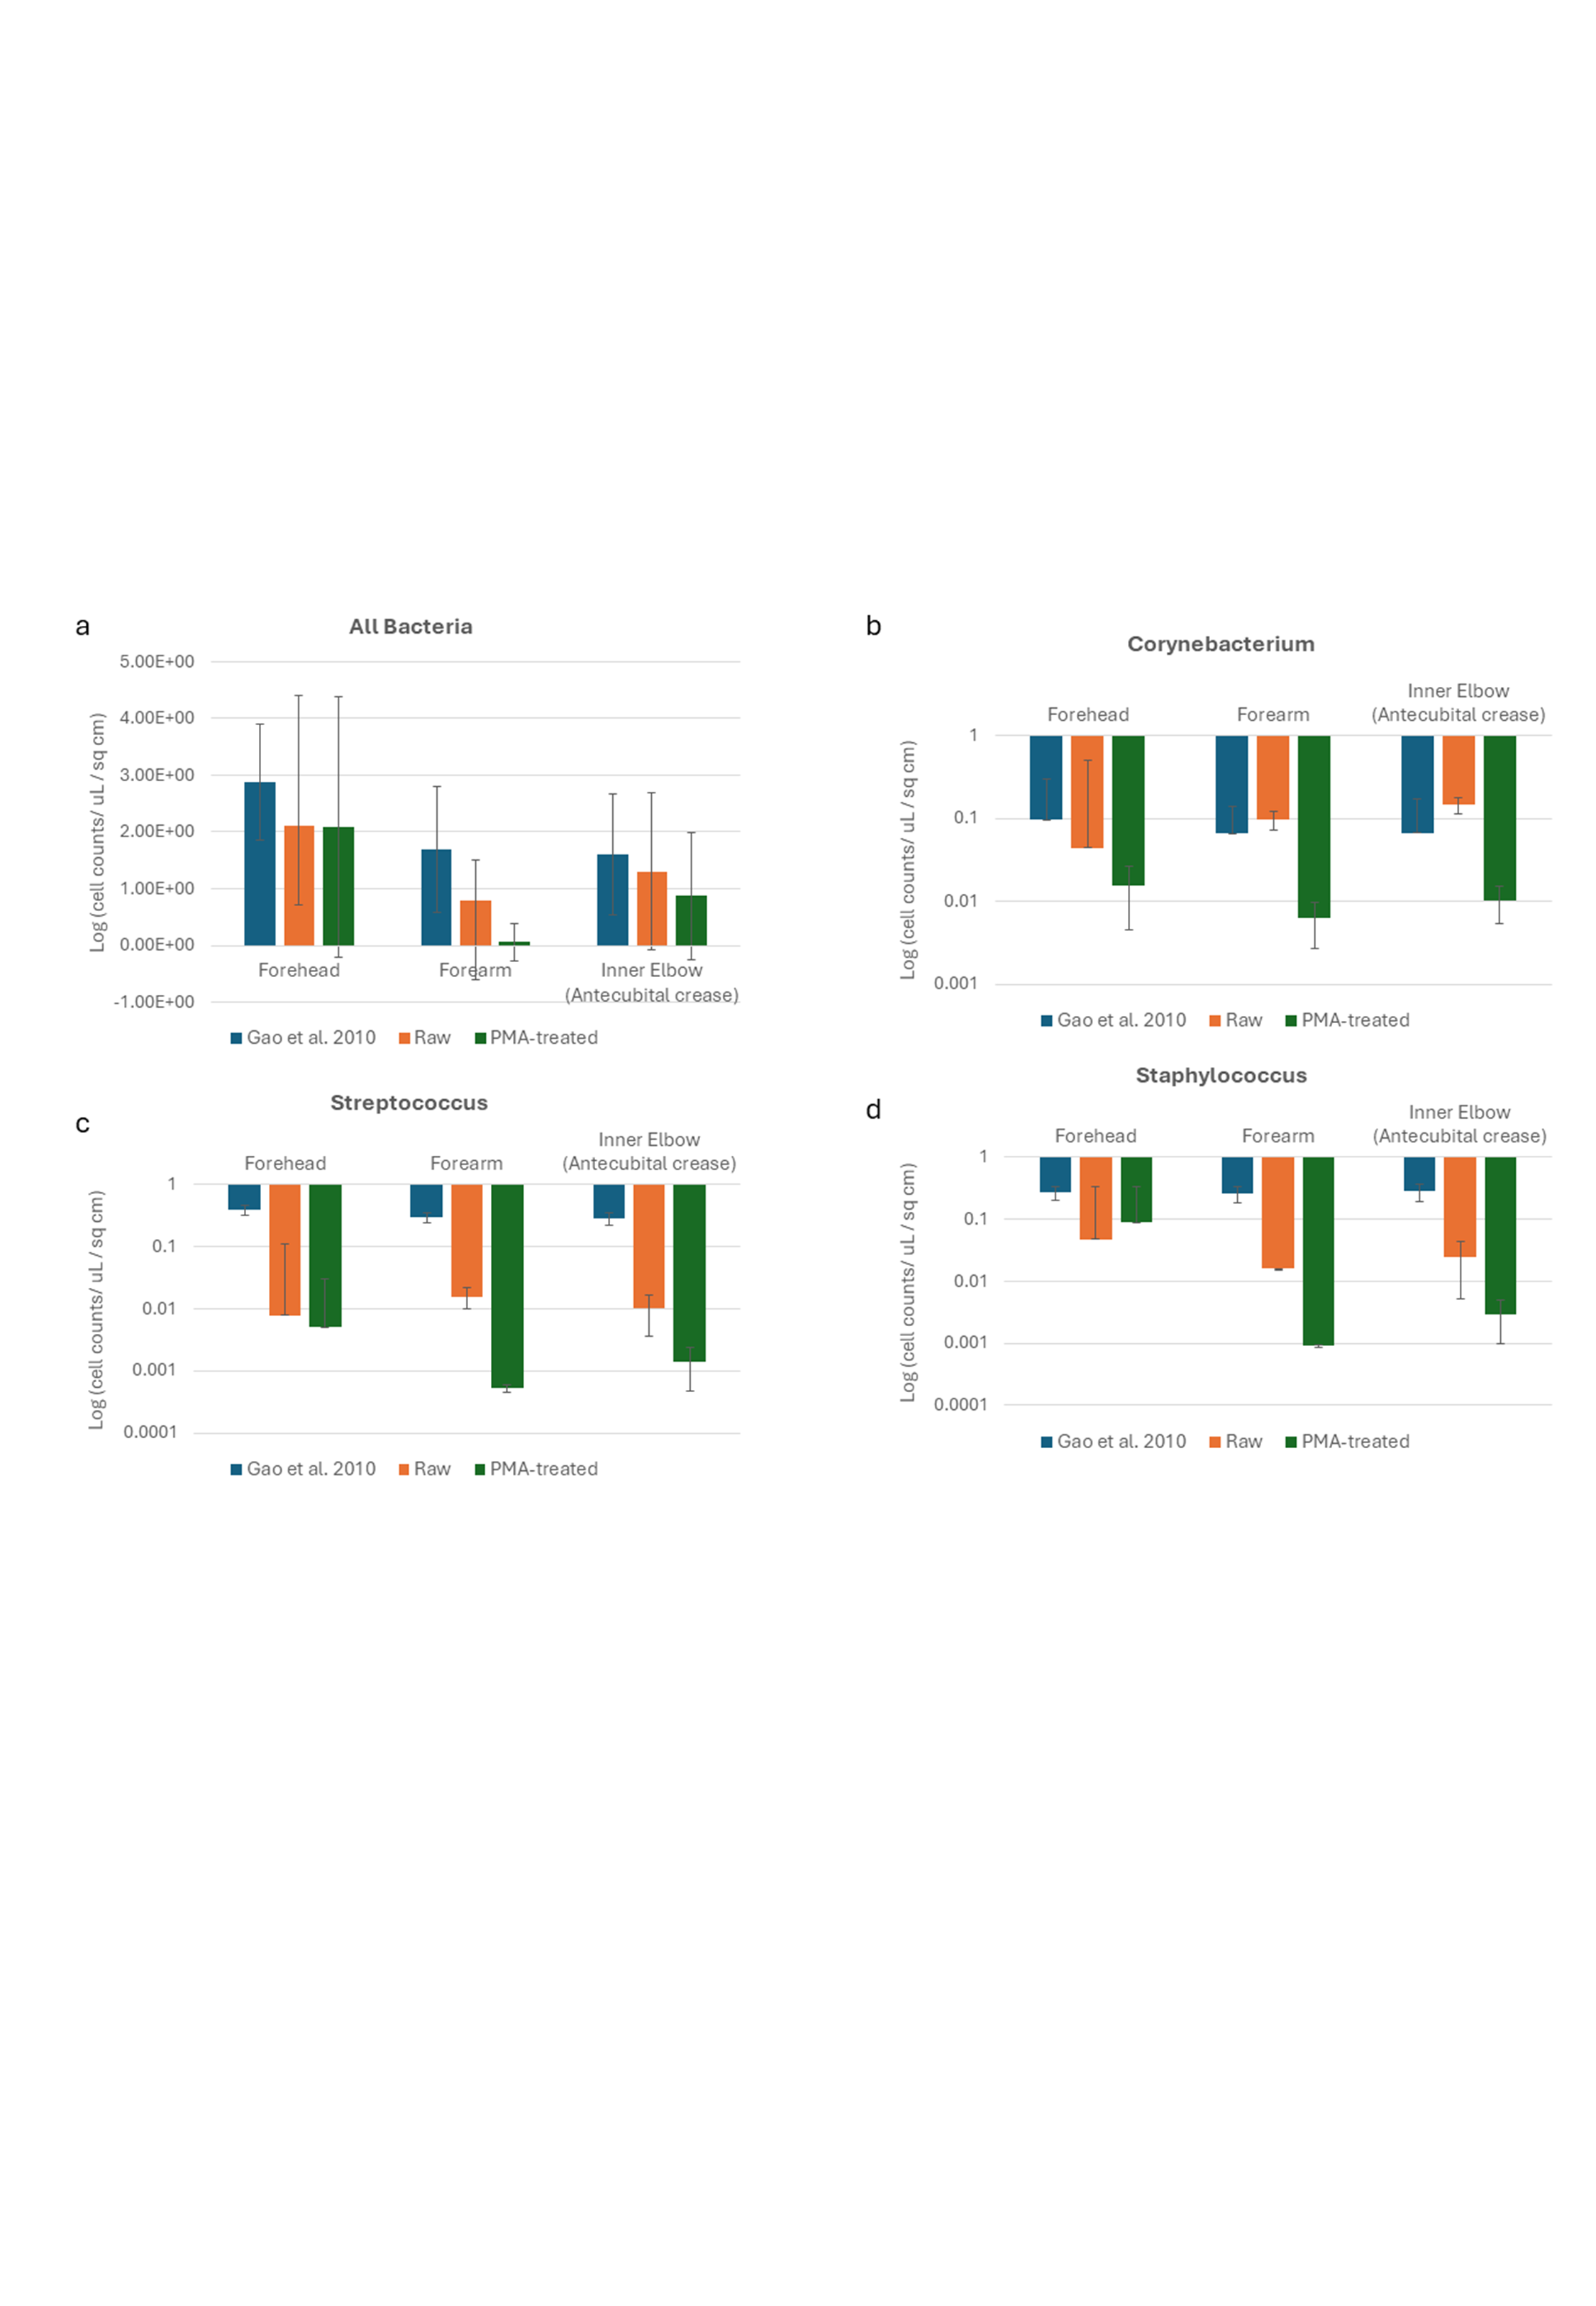 a
All Bacteria
Log (cell counts/ uL / sq cm)
5.00E+00
4.00E+00
3.00E+00
2.00E+00
1.00E+00
0.00E+00
-1.00E+00
Forehead
Forearm
Inner Elbow
(Antecubital crease)
Gao et al. 2010 Raw PMA-treated
b
Corynebacterium
Forehead
Forearm
Inner Elbow
(Antecubital crease)
Log (cell counts/ uL / sq cm)
1
0.1
0.01
0.001
Gao et al. 2010 Raw PMA-treated
c
Streptococcus
Forehead
Forearm
Inner Elbow
(Antecubital crease)
Log (cell counts/ uL / sq cm)
1
0.1
0.01
0.001
0.0001
Gao et al. 2010 Raw PMA-treated
d
Staphylococcus
Forehead
Forearm
Inner Elbow
(Antecubital crease)
Log (cell counts/ uL / sq cm)
1
0.1
0.01
0.001
0.0001
Gao et al. 2010 Raw PMA-treated